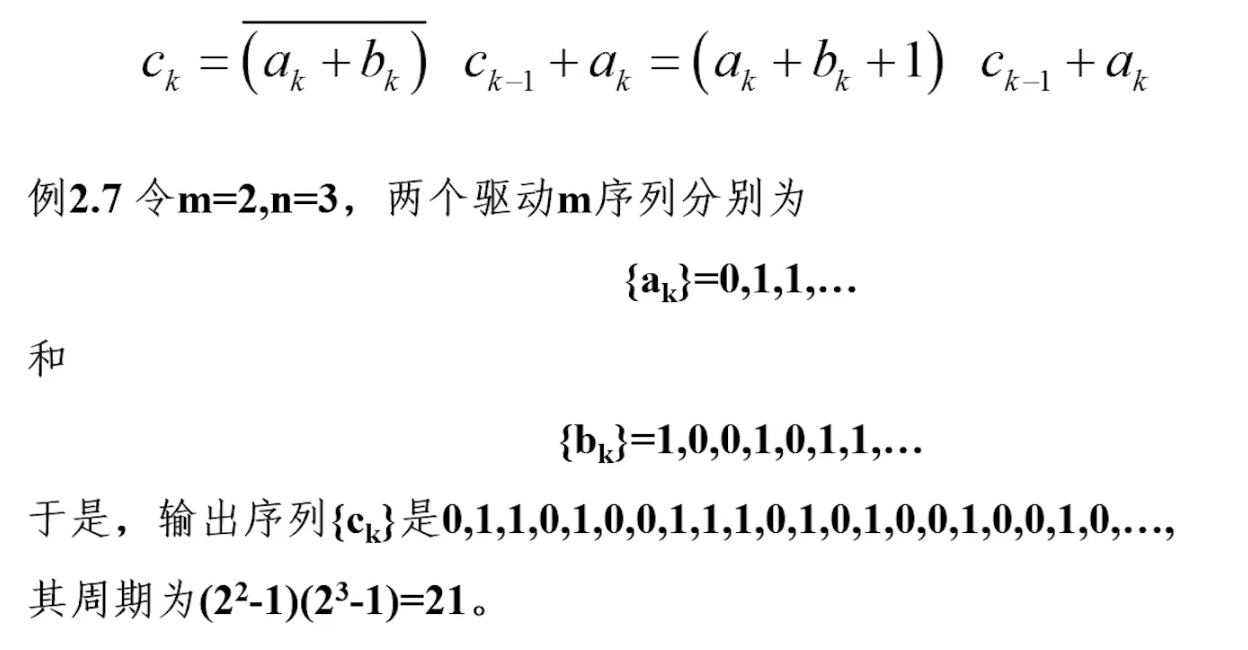 c_k = \overline{(a_k + b_k)} c_{k-1} + a_k = (a_k + b_k + 1) c_{k-1} + a_k
例2.7 令m=2,n=3，两个驱动m序列分别为
{a_k}=0,1,1,…
和
{b_k}=1,0,0,1,0,1,1,…
于是，输出序列{c_k}是0,1,1,0,1,0,0,1,1,1,0,1,0,1,0,0,1,0,0,1,0,…,
其周期为(2²-1)(2³-1)=21。